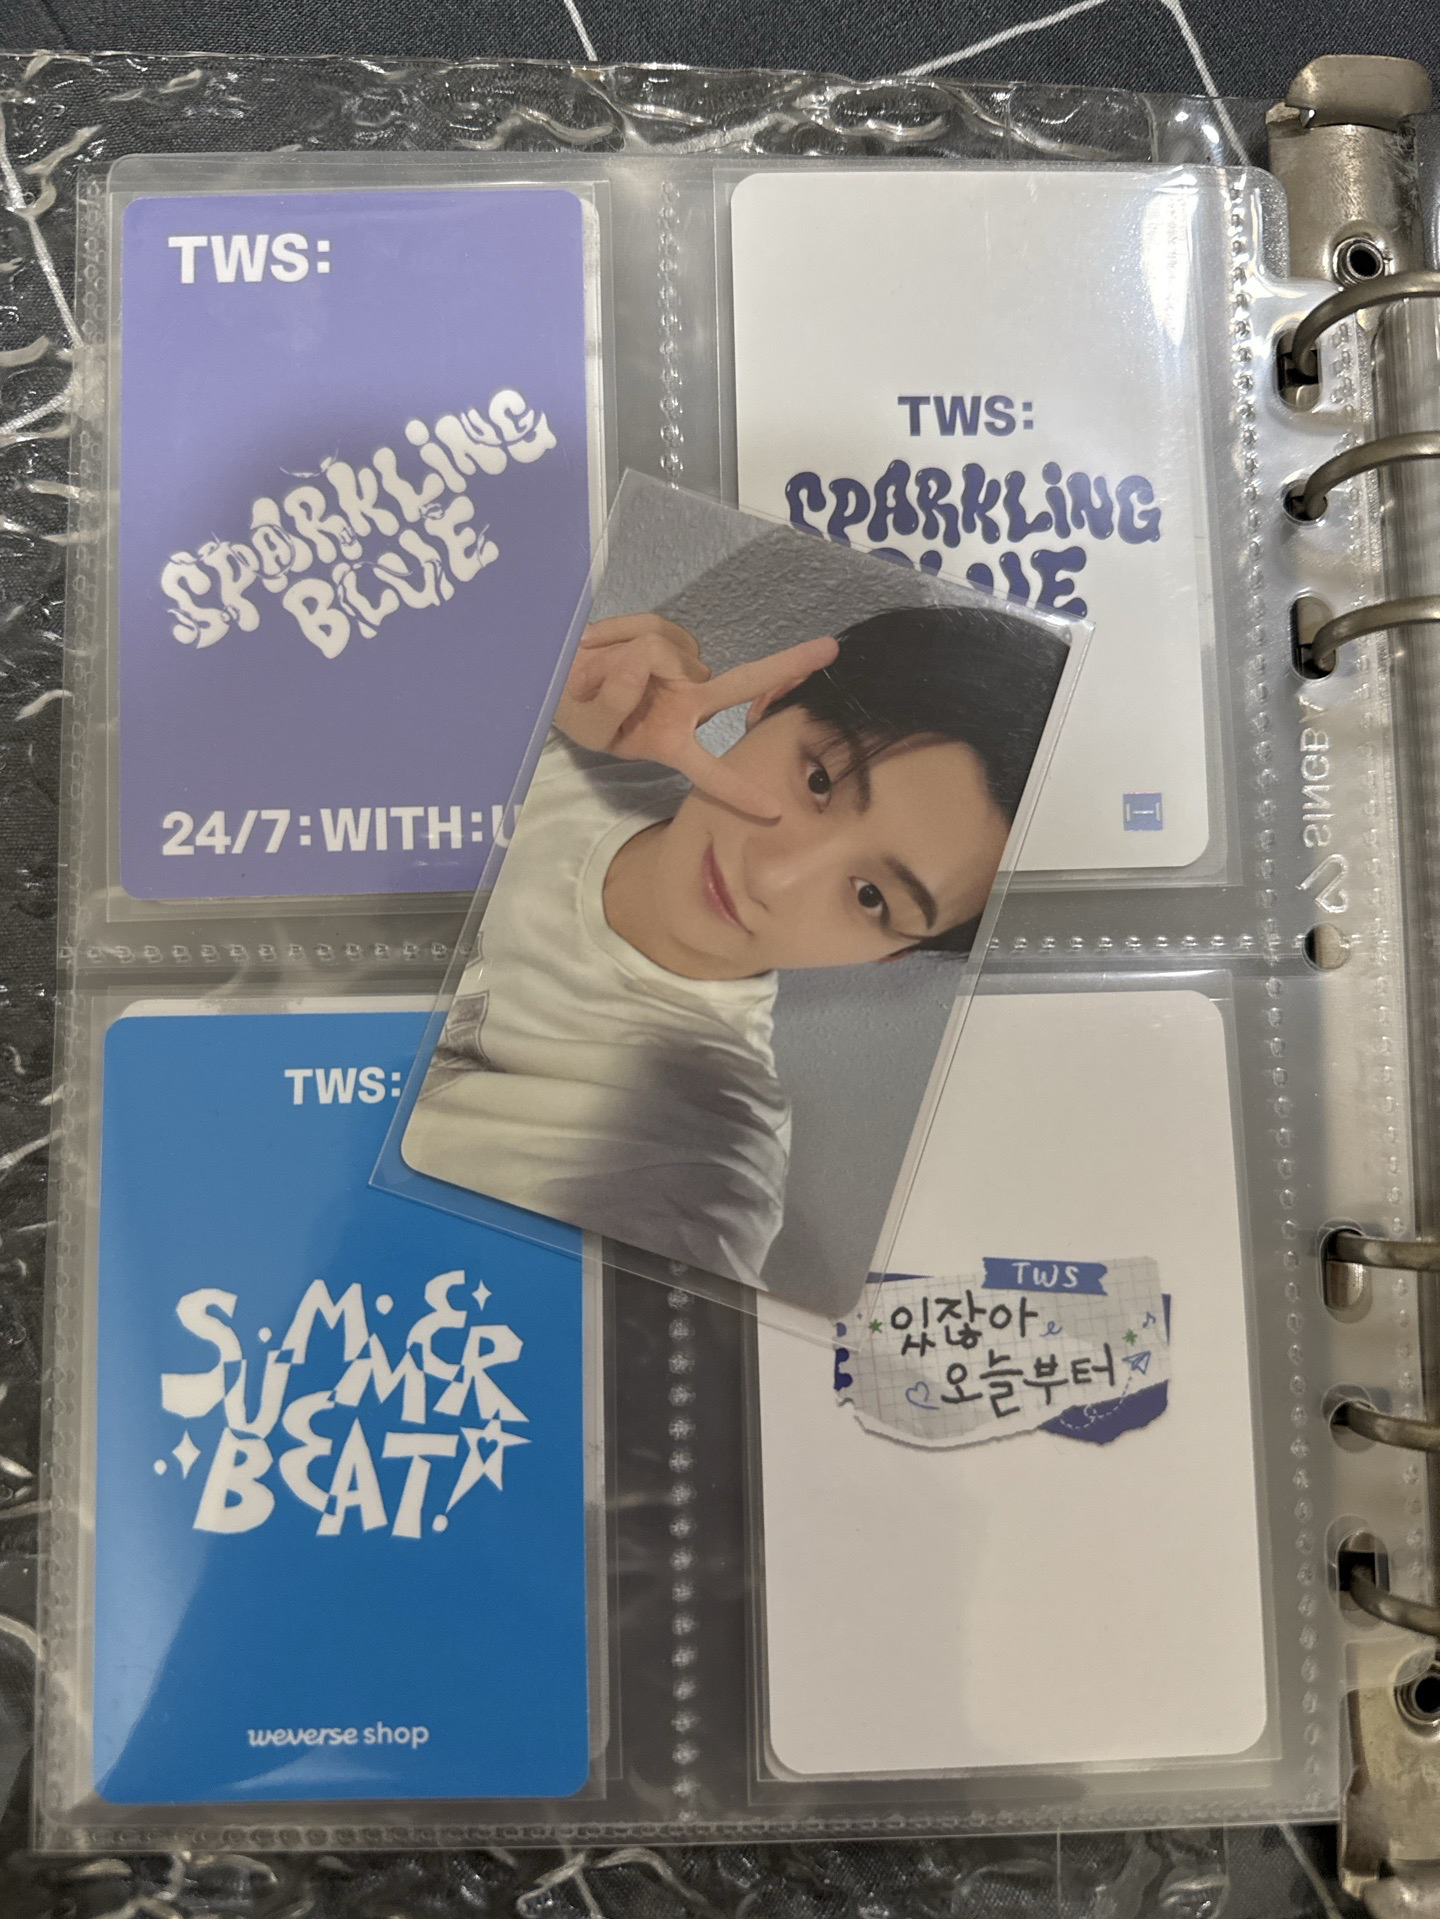 TWS:
SPARKLING
BLUE
24/7:WITH:U
TWS:
SPARKLING
BLUE
TWS:
SUMMER
BEAT!
weverse shop
TWS
있잖아
오늘부터